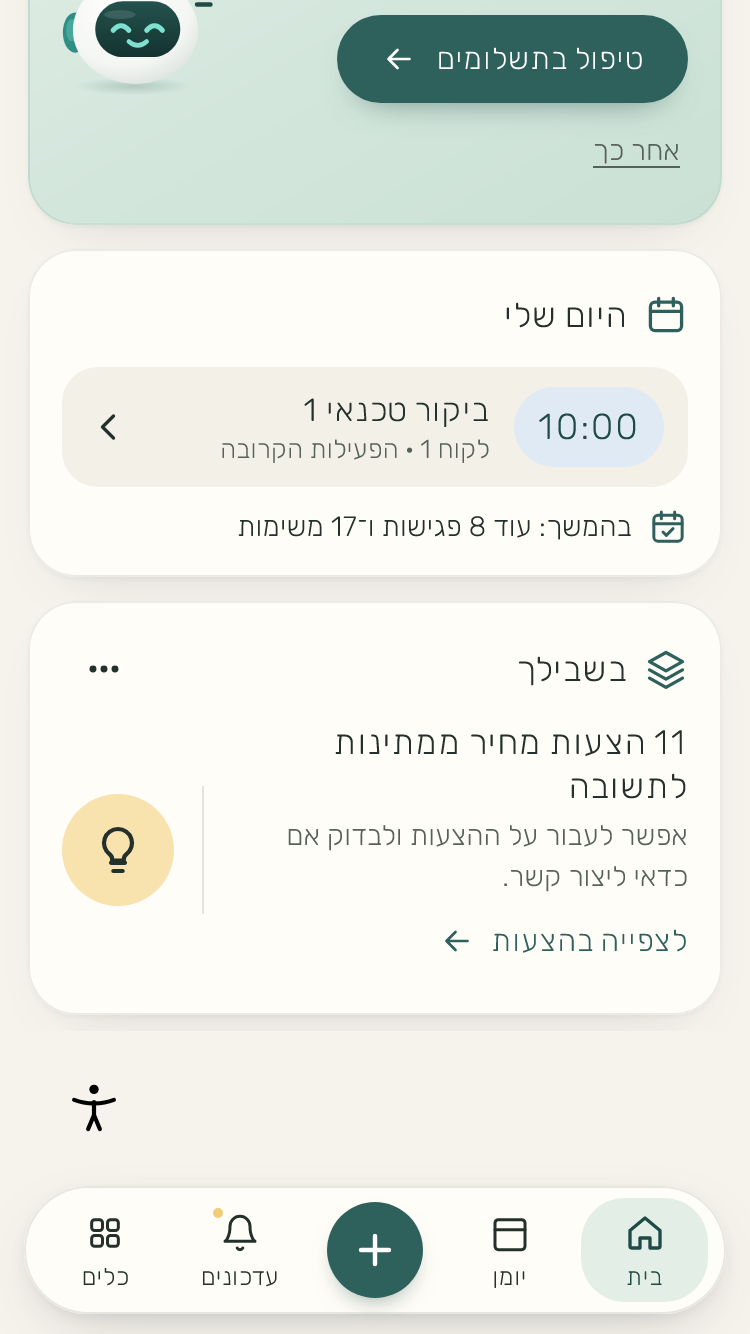 טיפול בתשלומים
אחר כך
היום שלי
10:00
ביקור טכנאי 1
לקוח 1 • הפעילות הקרובה
בהמשך: עוד 8 פגישות ו־17 משימות
בשבילך
11 הצעות מחיר ממתינות
לתשובה
אפשר לעבור על ההצעות ולבדוק אם
כדאי ליצור קשר.
לצפייה בהצעות
בית
יומן
עדכונים
כלים